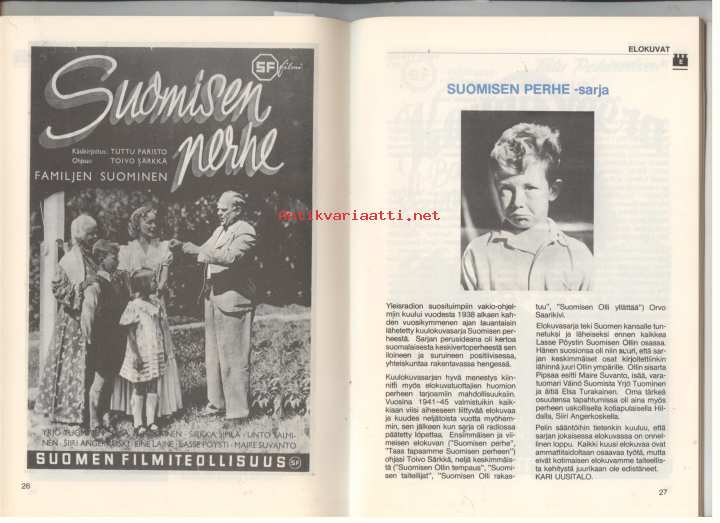 SF filmi
Suomisen
perhe
Käsikirjoitus: TUTTU PARISTO
Ohjaus: TOIVO SÄRKKÄ
FAMILJEN SUOMINEN
SUOMEN FILMITEOLLISUUS SF
26
Antikvariaatti.net
ELOKUVAT
E
SUOMISEN PERHE -sarja
Yleisradion suosituimpiin vakio-ohjel-
miin kuului vuodesta 1938 alkaen kah-
den vuosikymmenen ajan lauantaisin
lähetetty kuulokuvasarja Suomisen per-
heestä. Sarjan perusideana oli kertoa
suomalaisesta keskivertoperheestä sen
iloineen ja suruineen positiivisessa,
yhteiskuntaa rakentavassa hengessä.
Kuulokuvasarjan hyvä menestys kiin-
nitti myös elokuvatuottajien huomion
perheen tarjoamiin mahdollisuuksiin.
Vuosina 1941–45 valmistuikin kaik-
kiaan viisi aiheeseen liittyvää elokuvaa
ja kuudes neljätoista vuotta myöhem-
min, sen jälkeen kun sarja oli radiossa
päätetty lopettaa. Ensimmäisen ja vii-
meisen elokuvan ("Suomisen perhe",
"Taas tapaamme Suomisen perheen")
ohjasi Toivo Särkkä, neljä keskimmäis-
tä ("Suomisen Ollin tempaus", "Suomi-
sen taiteilijat", "Suomisen Olli rakas-
tuu", "Suomisen Olli yllättää") Orvo
Saarikivi.
Elokuvasarja teki Suomen kansalle tun-
netuksi ja läheiseksi ennen kaikkea
Lasse Pöystin Suomisen Ollin osassa.
Hänen suosionsa oli niin suuri, että sar-
jan keskimmäiset osat kirjoitettiinkin
lähinnä juuri Ollin ympärille. Ollin sisarta
Pipsaa esitti Maire Suvanto, isää, vara-
tuomari Väinö Suomista Yrjö Tuominen
ja äitiä Elsa Turakainen. Oma tärkeä
osuutensa tapahtumissa oli aina myös
perheen uskollisella kotiapulaisella Hil-
dalla, Siiri Angerkoskella.
Pelin sääntöihin tietenkin kuuluu, että
sarjan jokaisessa elokuvassa on onnel-
linen loppu. Kaikki kuusi elokuvaa ovat
ammattitaidoltaan osaavaa työtä, mutta
eivät kotimaisen elokuvamme taiteellis-
ta kehitystä juurikaan ole edistäneet.
KARI UUSITALO.
27